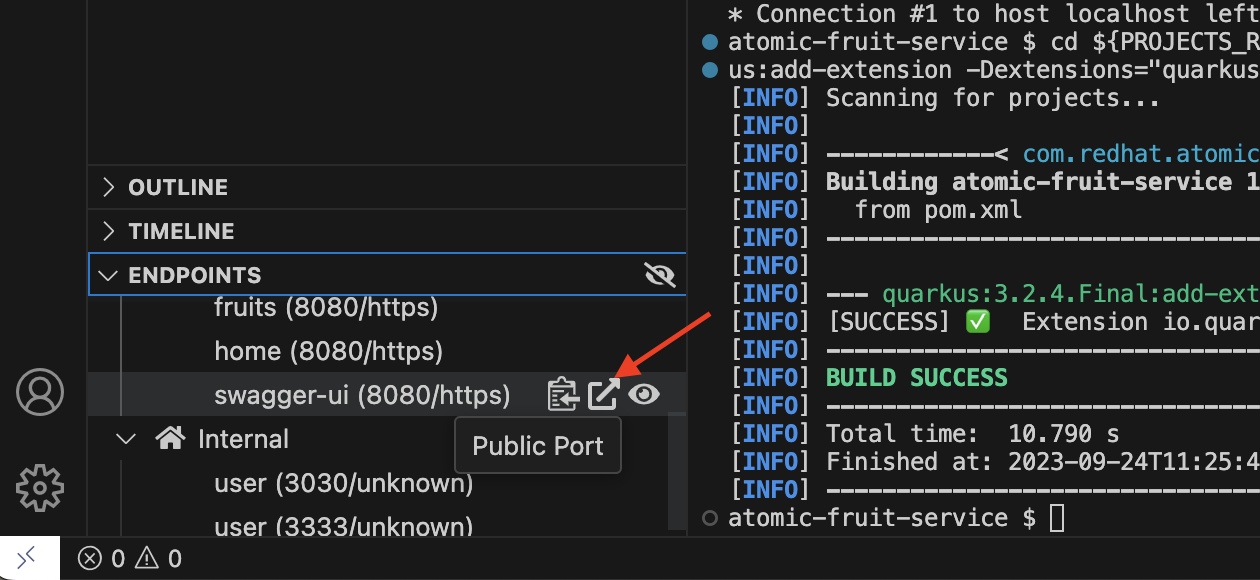 OUTLINE
TIMELINE
ENDPOINTS
fruits (8080/https)
home (8080/https)
swagger-ui (8080/https)
Public Port
Internal
user (3030/unknown)
user (3333/unknown)
0 0
* Connection #1 to host localhost left
atomic-fruit-service $ cd ${PROJECTS_R
us:add-extension -Dextensions="quarkus
[INFO] Scanning for projects...
[INFO]
[INFO] ------------< com.redhat.atomic
[INFO] Building atomic-fruit-service 1
[INFO]   from pom.xml
[INFO] -------------------------------
[INFO]
[INFO] --- quarkus:3.2.4.Final:add-ext
[INFO] [SUCCESS] ✅  Extension io.quar
[INFO] -------------------------------
[INFO] BUILD SUCCESS
[INFO] -------------------------------
[INFO] Total time:  10.790 s
[INFO] Finished at: 2023-09-24T11:25:4
[INFO] -------------------------------
atomic-fruit-service $